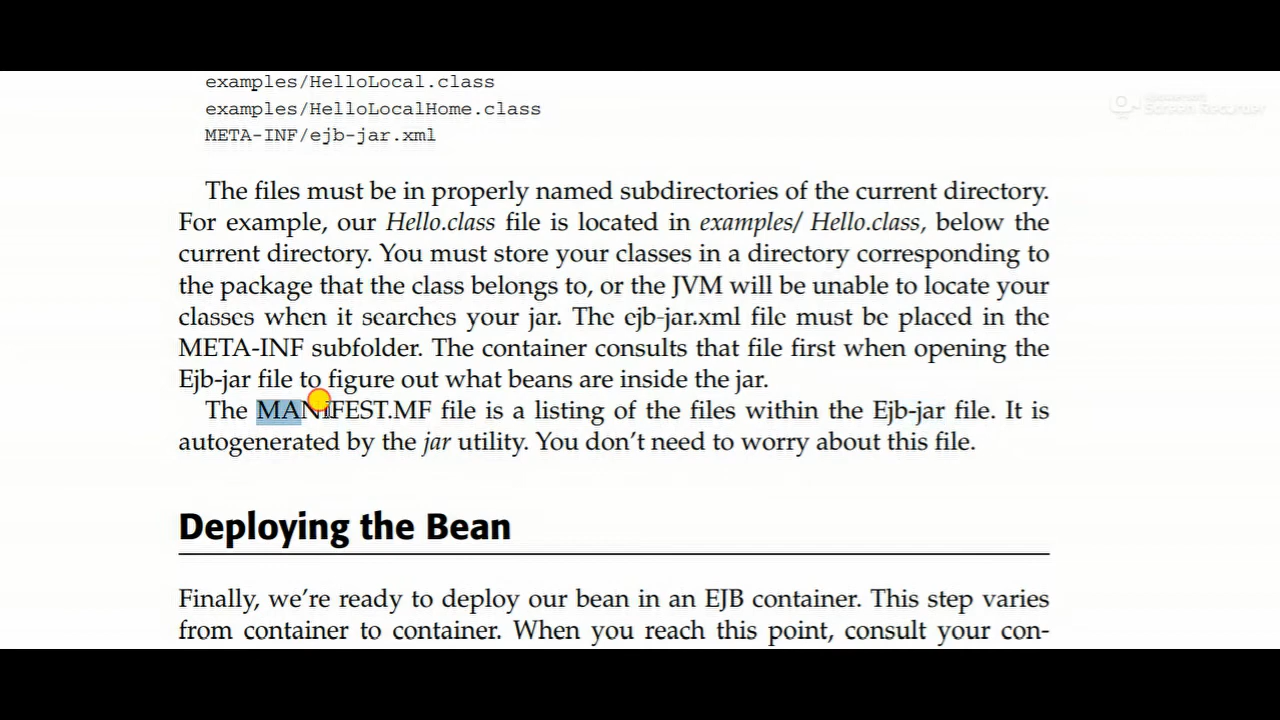 examples/HelloLocal.class
examples/HelloLocalHome.class
META-INF/ejb-jar.xml
Screen Recorder
The files must be in properly named subdirectories of the current directory.
For example, our Hello.class file is located in examples/ Hello.class, below the
current directory. You must store your classes in a directory corresponding to
the package that the class belongs to, or the JVM will be unable to locate your
classes when it searches your jar. The ejb-jar.xml file must be placed in the
META-INF subfolder. The container consults that file first when opening the
Ejb-jar file to figure out what beans are inside the jar.
The MANIFEST.MF file is a listing of the files within the Ejb-jar file. It is
autogenerated by the jar utility. You don't need to worry about this file.
Deploying the Bean
Finally, we're ready to deploy our bean in an EJB container. This step varies
from container to container. When you reach this point, consult your con-